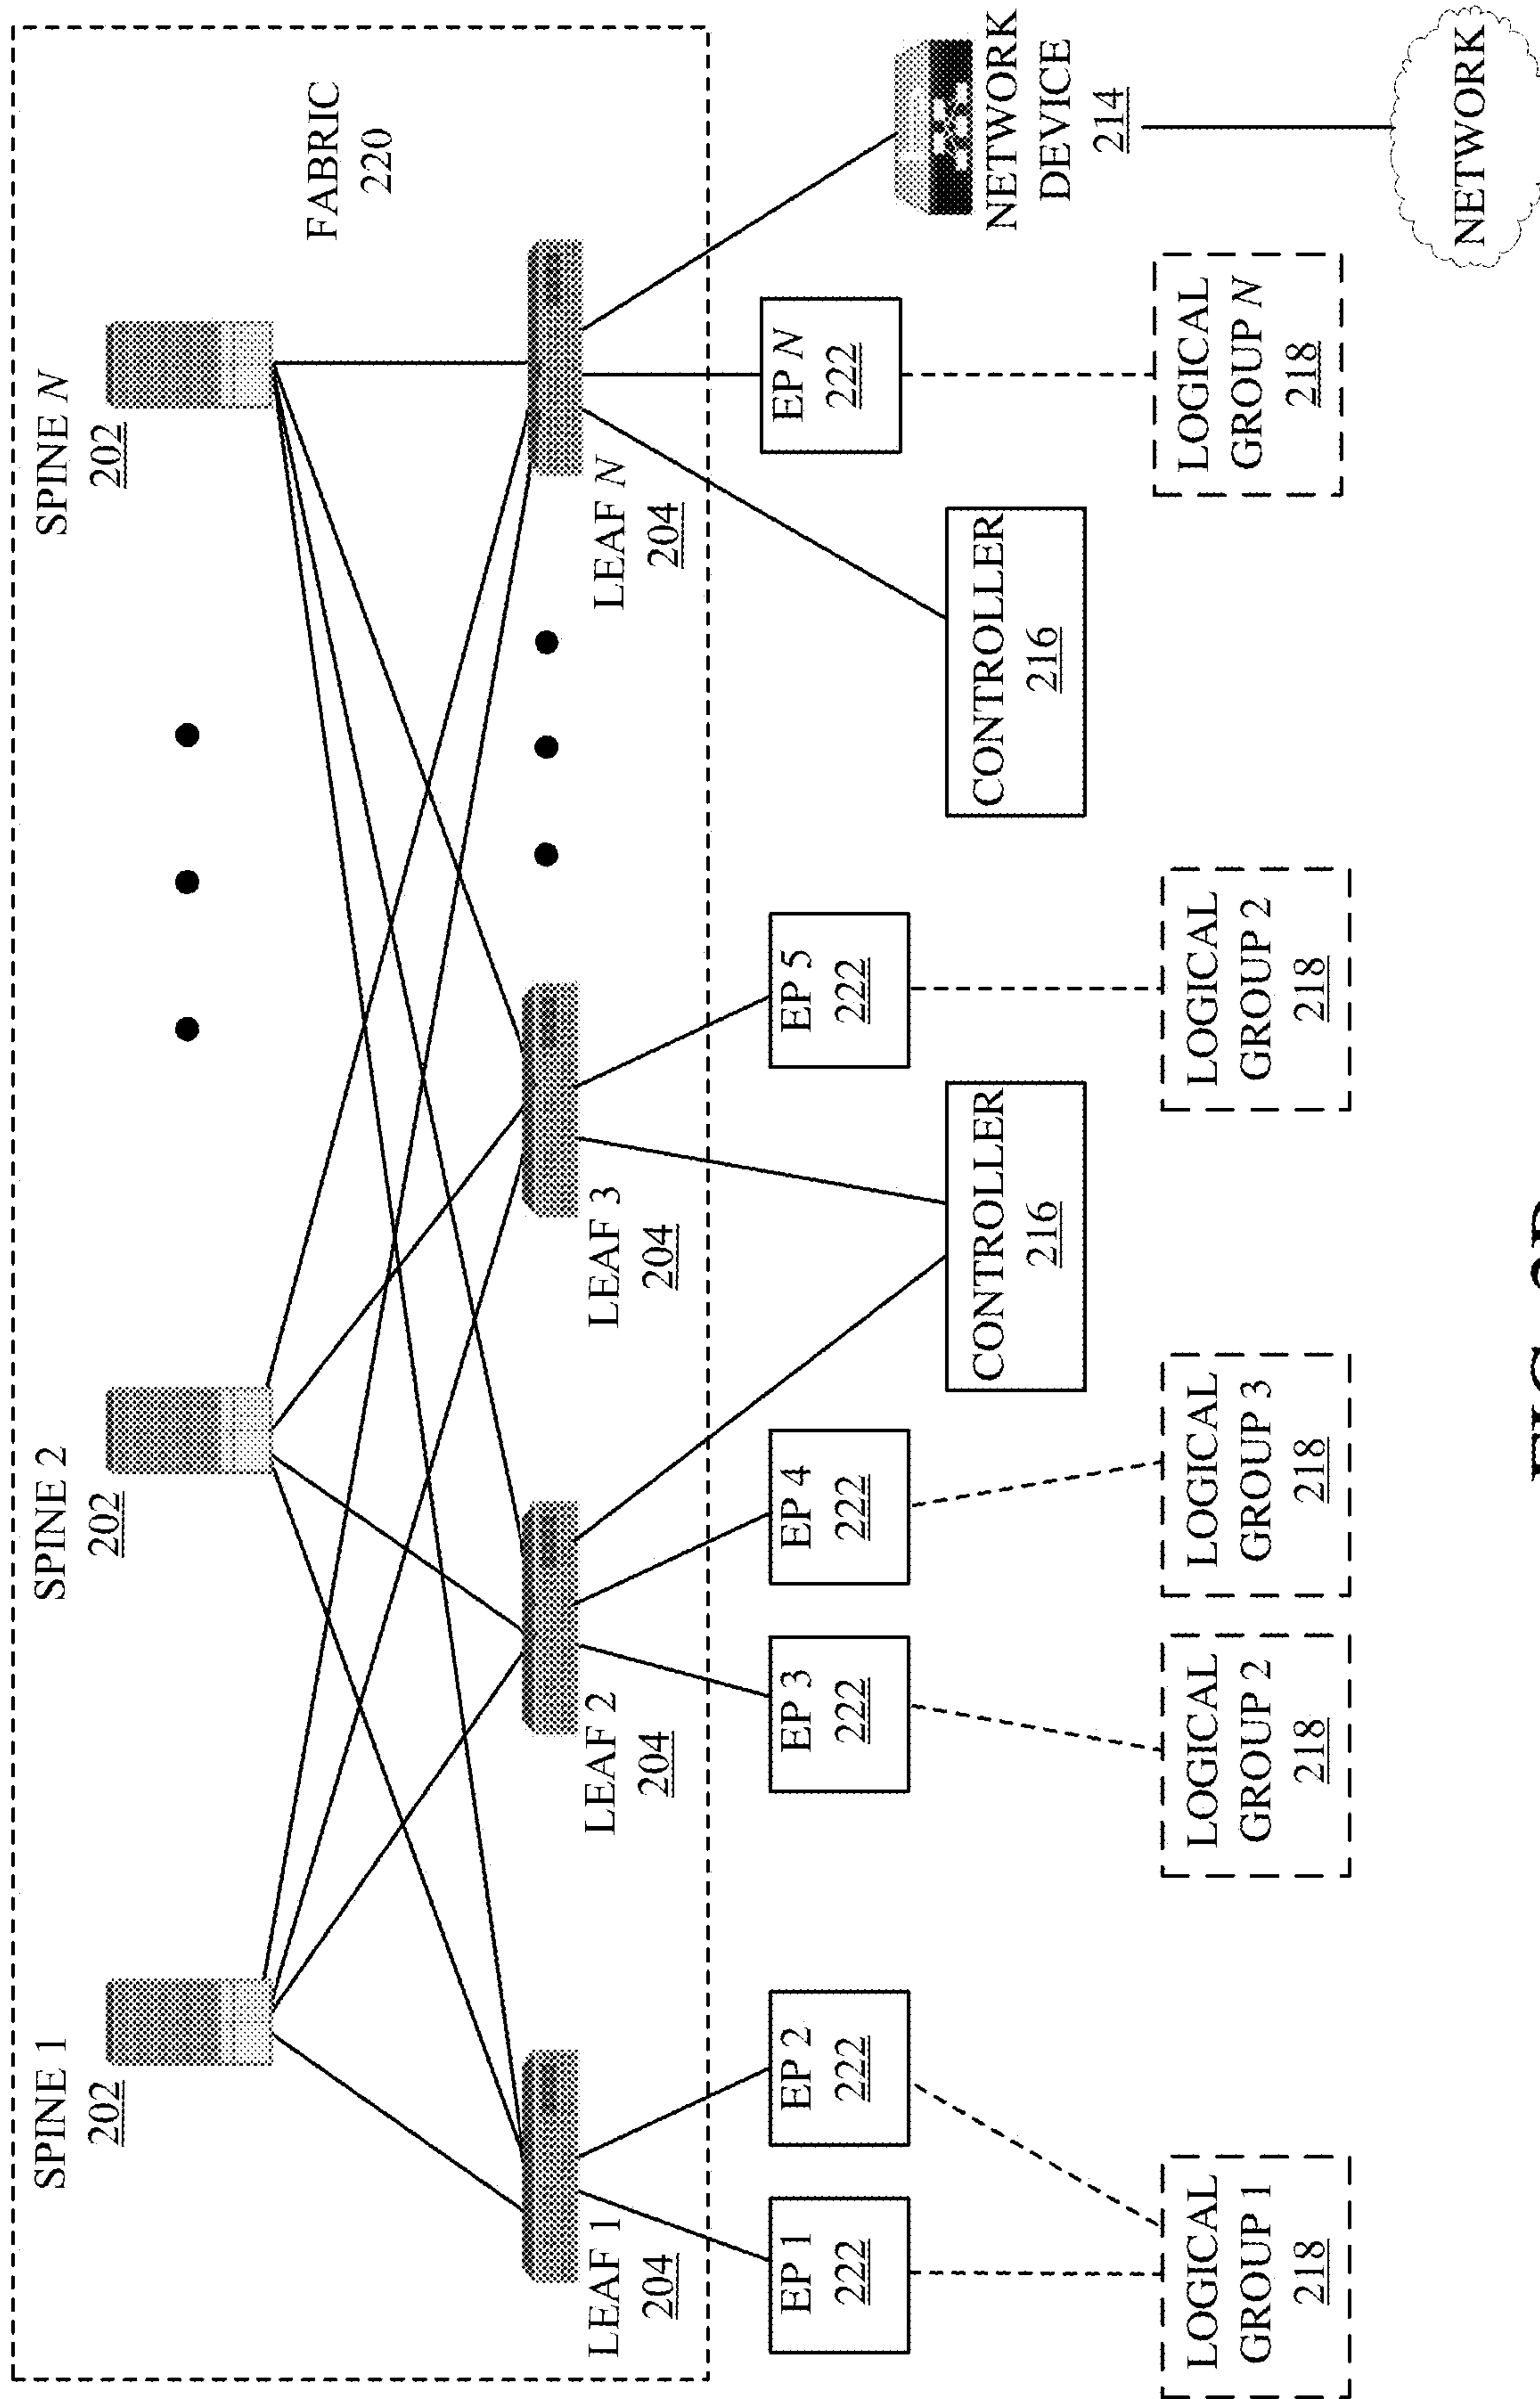 SPINE 1
202
SPINE 2
202
SPINE N
202
FABRIC
220
LEAF 1
204
LEAF 2
204
LEAF 3
204
LEAF N
204
EP 1
222
EP 2
222
EP 3
222
EP 4
222
EP 5
222
EP N
222
CONTROLLER
216
CONTROLLER
216
NETWORK
DEVICE
214
LOGICAL
GROUP 1
218
LOGICAL
GROUP 2
218
LOGICAL
GROUP 3
218
LOGICAL
GROUP 2
218
LOGICAL
GROUP N
218
NETWORK